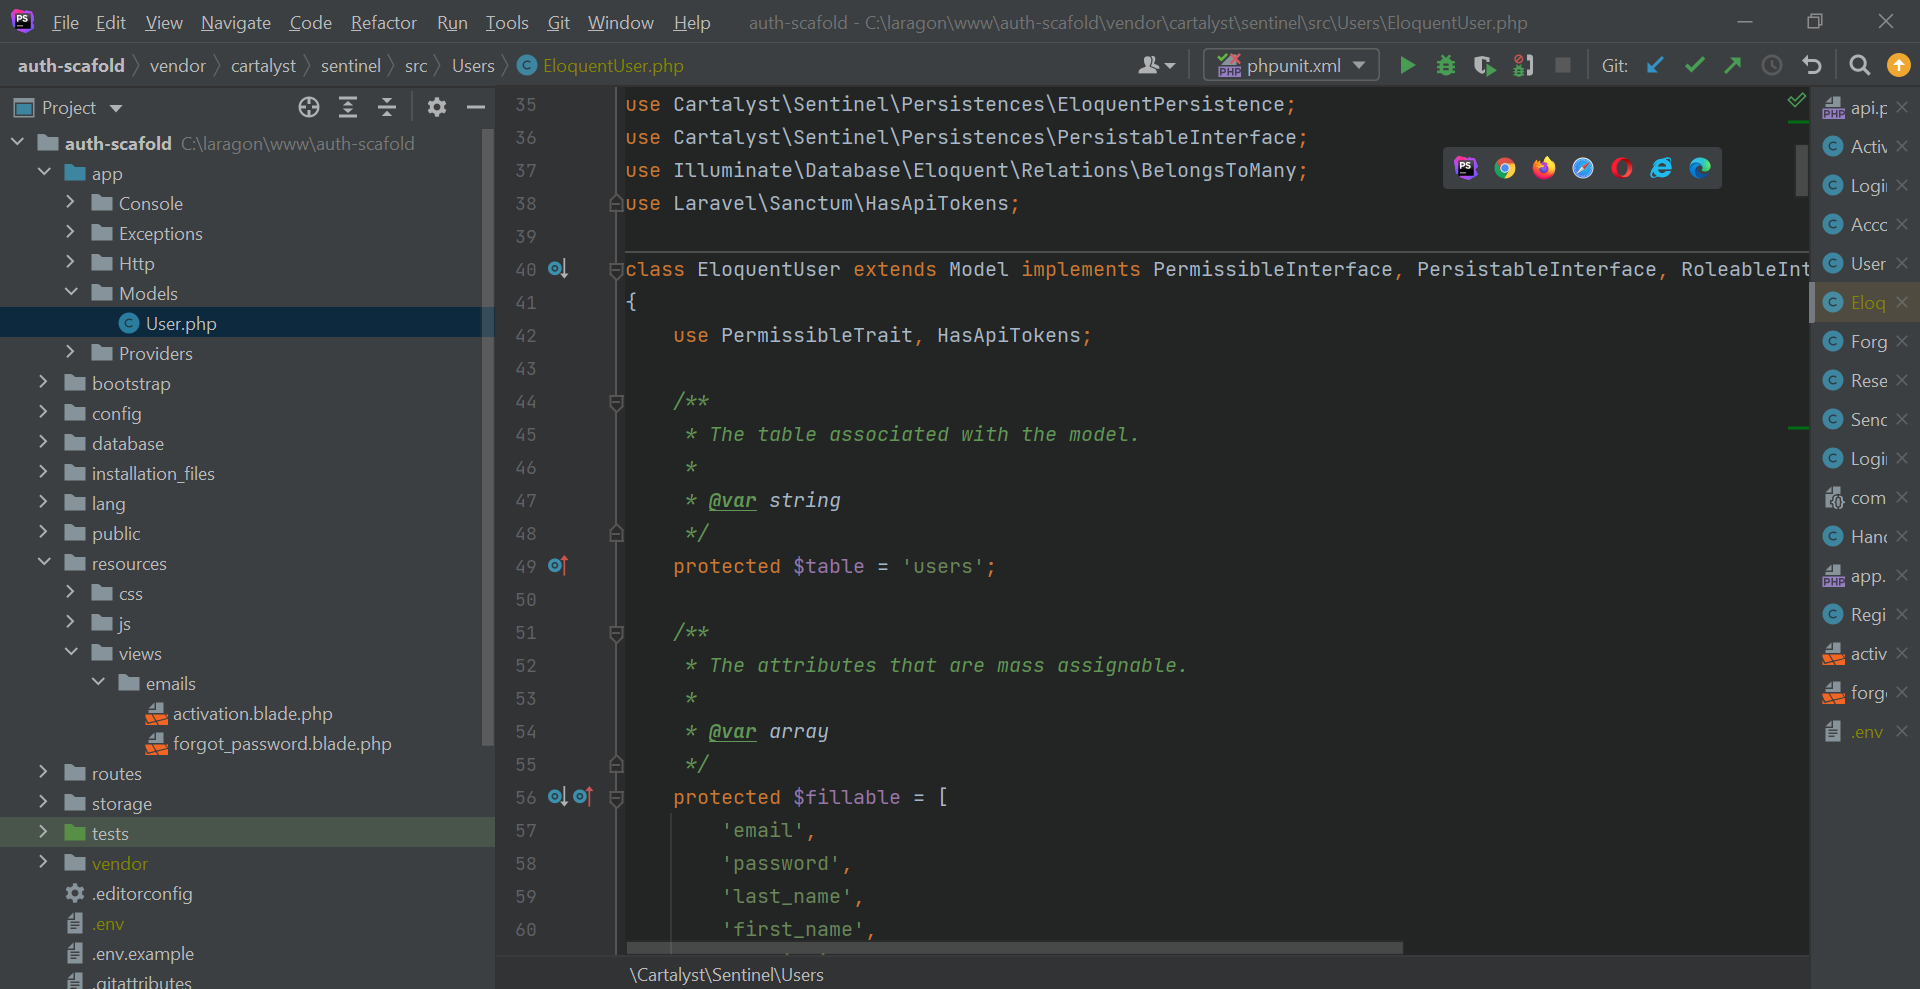 PS File Edit View Navigate Code Refactor Run Tools Git Window Help auth-scafold - C:\laragon\www\auth-scafold\vendor\cartalyst\sentinel\src\Users\EloquentUser.php
auth-scafold vendor cartalyst sentinel src Users C EloquentUser.php PHP phpunit.xml Git:
Project
auth-scafold C:\laragon\www\auth-scafold
app
Console
Exceptions
Http
Models
C User.php
Providers
bootstrap
config
database
installation_files
lang
public
resources
css
js
views
emails
activation.blade.php
forgot_password.blade.php
routes
storage
tests
vendor
.editorconfig
.env
.env.example
.gitattributes
35 use Cartalyst\Sentinel\Persistences\EloquentPersistence;
36 use Cartalyst\Sentinel\Persistences\PersistableInterface;
37 use Illuminate\Database\Eloquent\Relations\BelongsToMany;
38 use Laravel\Sanctum\HasApiTokens;
39
40 class EloquentUser extends Model implements PermissibleInterface, PersistableInterface, RoleableInt
41 {
42 use PermissibleTrait, HasApiTokens;
43
44 /**
45 * The table associated with the model.
46 *
47 * @var string
48 */
49 protected $table = 'users';
50
51 /**
52 * The attributes that are mass assignable.
53 *
54 * @var array
55 */
56 protected $fillable = [
57 'email',
58 'password',
59 'last_name',
60 'first_name',
\Cartalyst\Sentinel\Users
PS
PHP api.p
C Activ
C Logi
C Acco
C User
C Eloq
C Forg
C Rese
C Senc
C Logi
com
C Hand
PHP app.
C Regi
activ
forg
.env